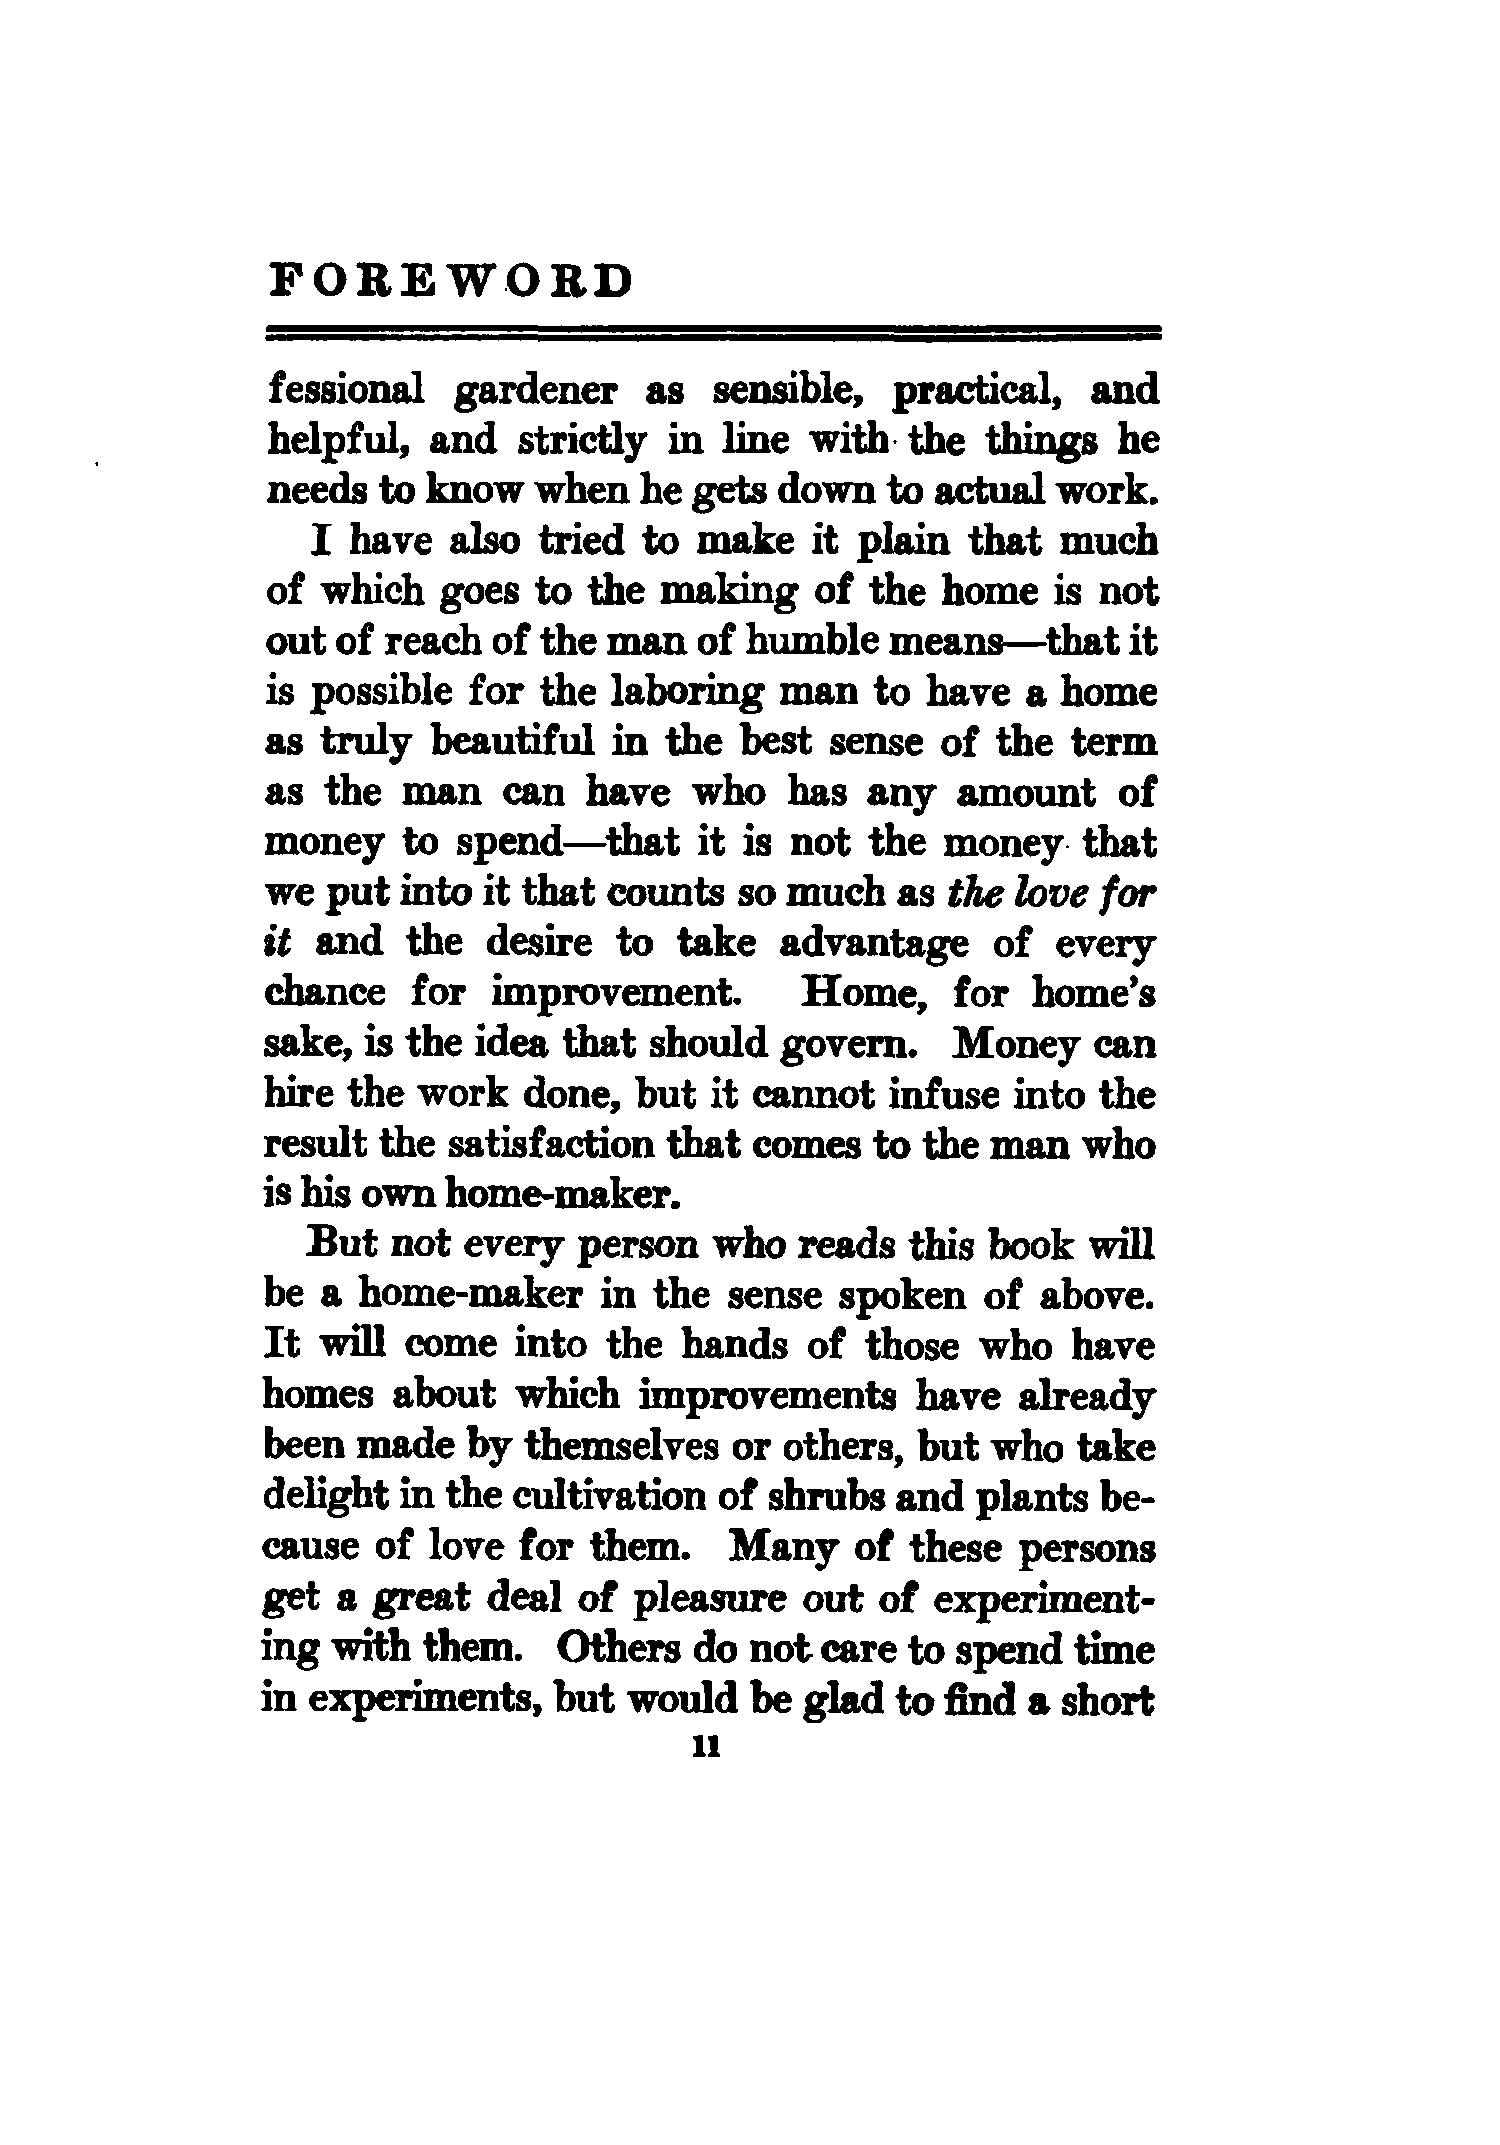 FOREWORD
fessional gardener as sensible, practical, and
helpful, and strictly in line with the things he
needs to know when he gets down to actual work.
I have also tried to make it plain that much
of which goes to the making of the home is not
out of reach of the man of humble means—that it
is possible for the laboring man to have a home
as truly beautiful in the best sense of the term
as the man can have who has any amount of
money to spend—that it is not the money that
we put into it that counts so much as the love for
it and the desire to take advantage of every
chance for improvement. Home, for home's
sake, is the idea that should govern. Money can
hire the work done, but it cannot infuse into the
result the satisfaction that comes to the man who
is his own home-maker.
But not every person who reads this book will
be a home-maker in the sense spoken of above.
It will come into the hands of those who have
homes about which improvements have already
been made by themselves or others, but who take
delight in the cultivation of shrubs and plants be-
cause of love for them. Many of these persons
get a great deal of pleasure out of experiment-
ing with them. Others do not care to spend time
in experiments, but would be glad to find a short
11